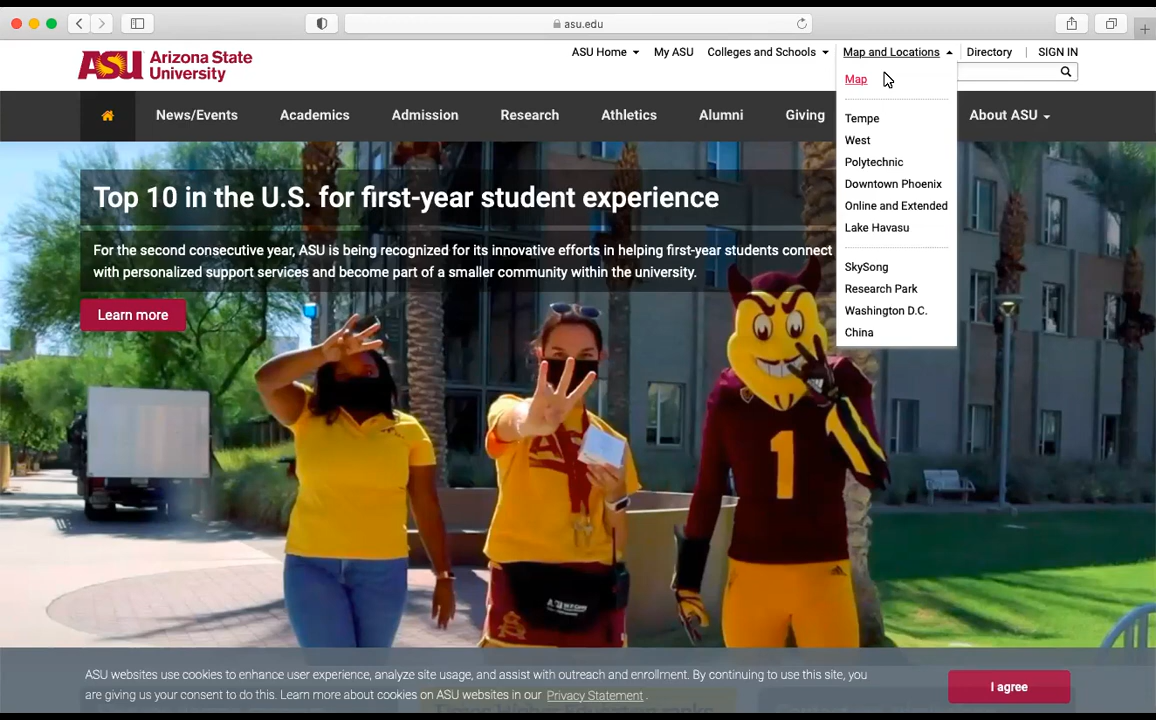 asu.edu
ASU Arizona State University
ASU Home
My ASU
Colleges and Schools
Map and Locations
Directory
SIGN IN
Map
Tempe
West
Polytechnic
Downtown Phoenix
Online and Extended
Lake Havasu
SkySong
Research Park
Washington D.C.
China
News/Events
Academics
Admission
Research
Athletics
Alumni
Giving
About ASU
Top 10 in the U.S. for first-year student experience
For the second consecutive year, ASU is being recognized for its innovative efforts in helping first-year students connect
with personalized support services and become part of a smaller community within the university.
Learn more
1
ASU websites use cookies to enhance user experience, analyze site usage, and assist with outreach and enrollment. By continuing to use this site, you
are giving us your consent to do this. Learn more about cookies on ASU websites in our Privacy Statement .
I agree